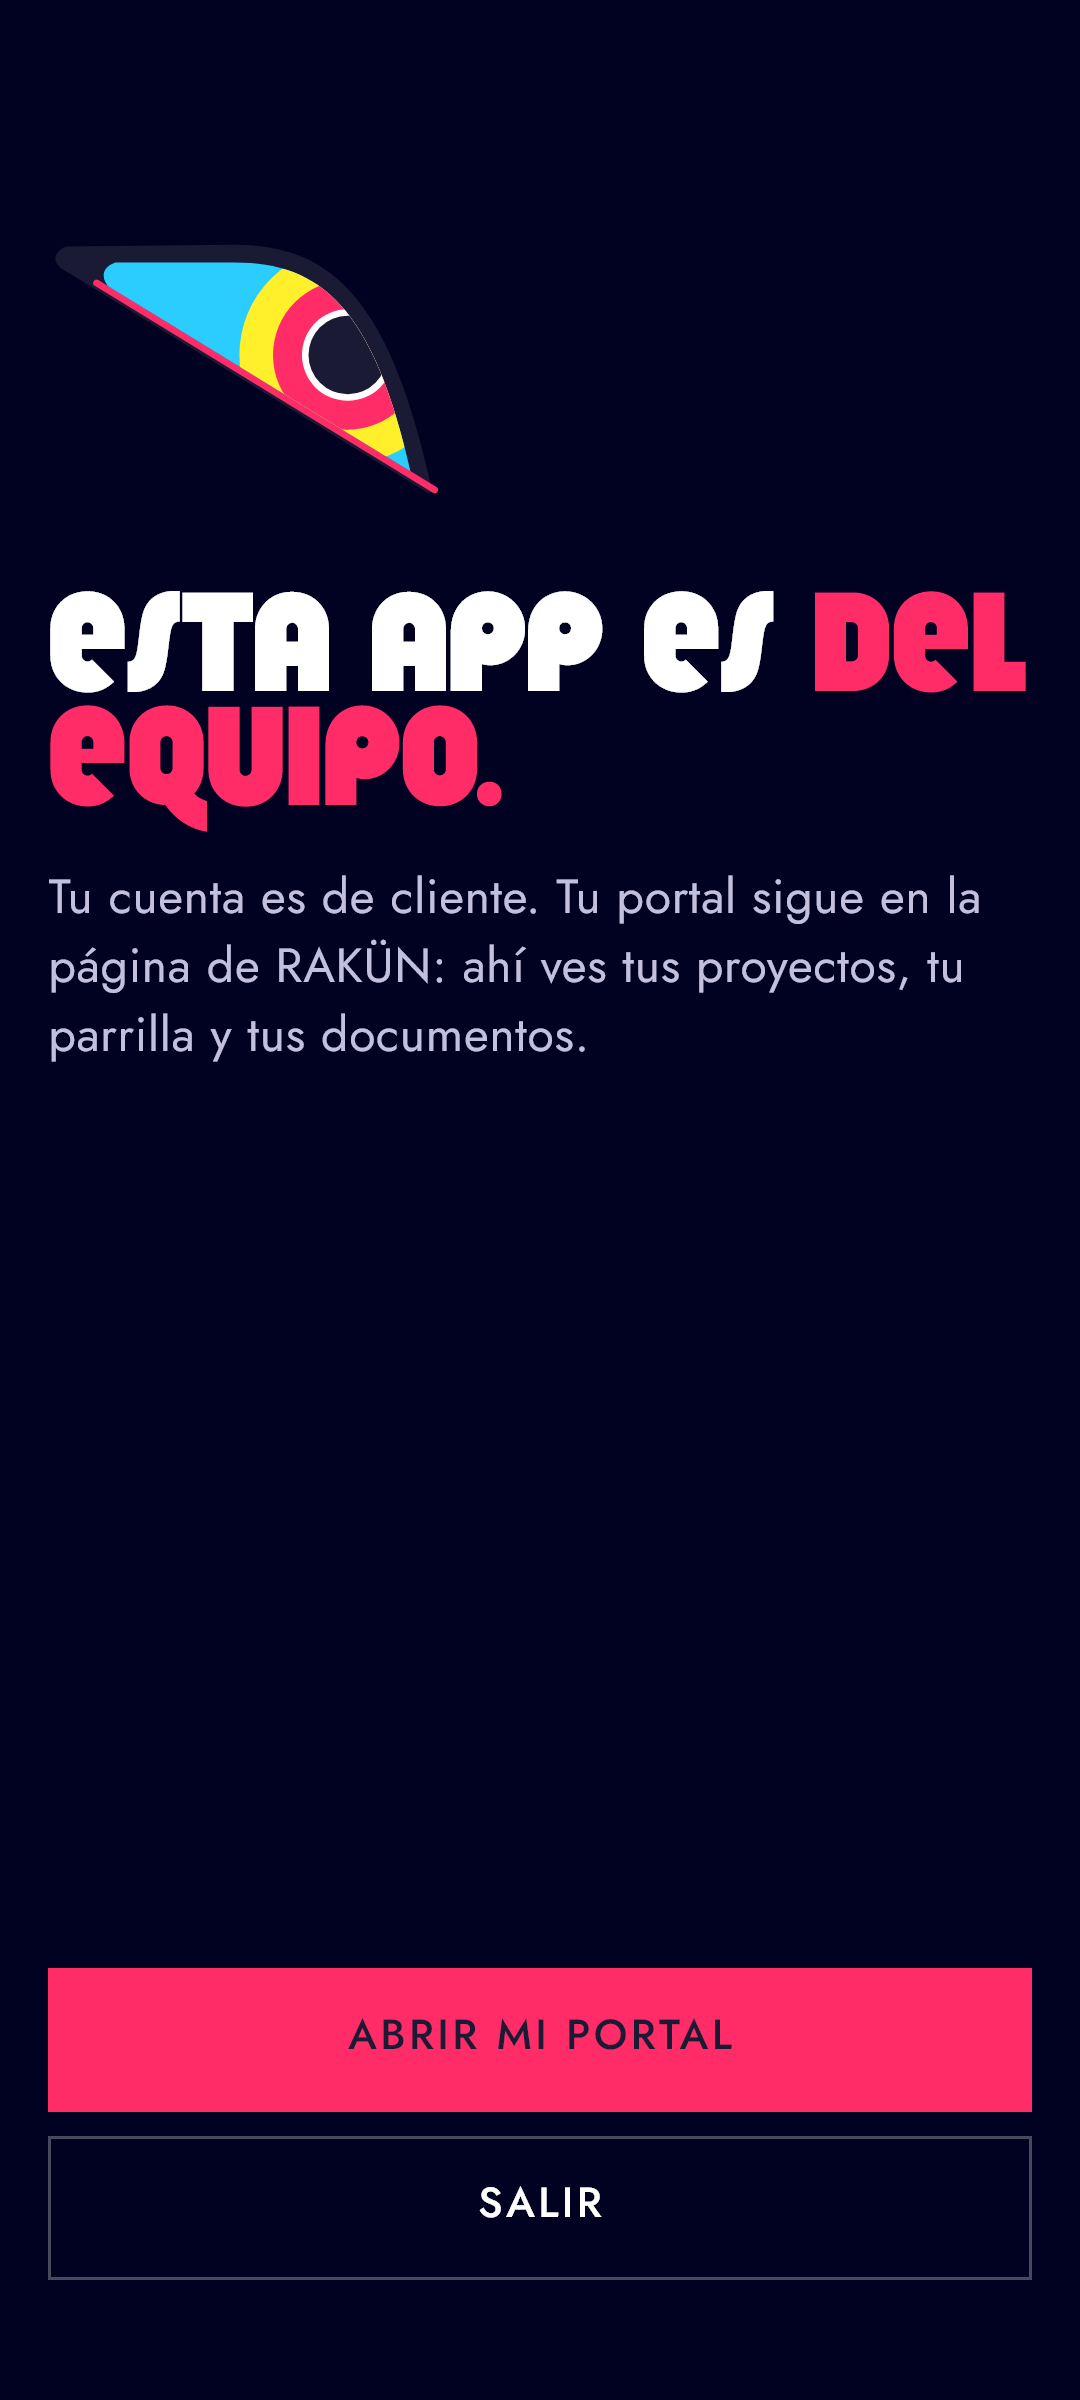 ESTA APP ES DEL
EQUIPO.
Tu cuenta es de cliente. Tu portal sigue en la
página de RAKÜN: ahí ves tus proyectos, tu
parrilla y tus documentos.
ABRIR MI PORTAL
SALIR